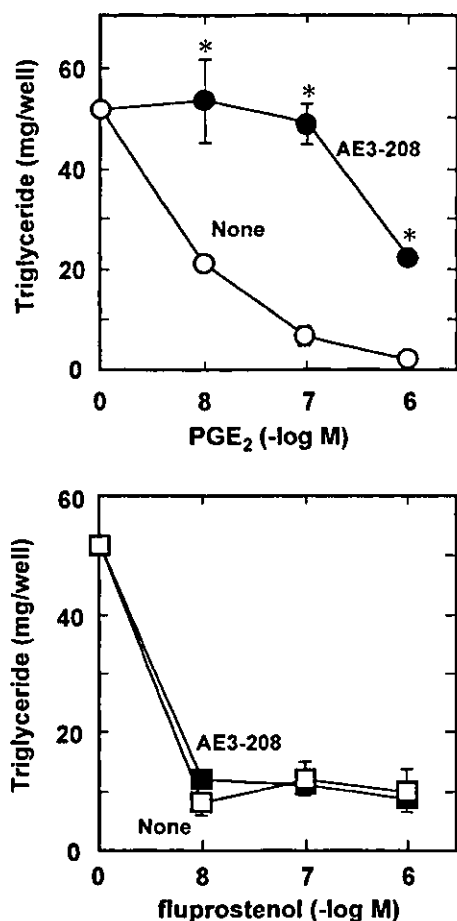 Triglyceride (mg/well)
60
40
20
0
*
*
*
AE3-208
None
0 8 7 6
PGE₂ (-log M)
Triglyceride (mg/well)
60
40
20
0
AE3-208
None
0 8 7 6
fluprostenol (-log M)